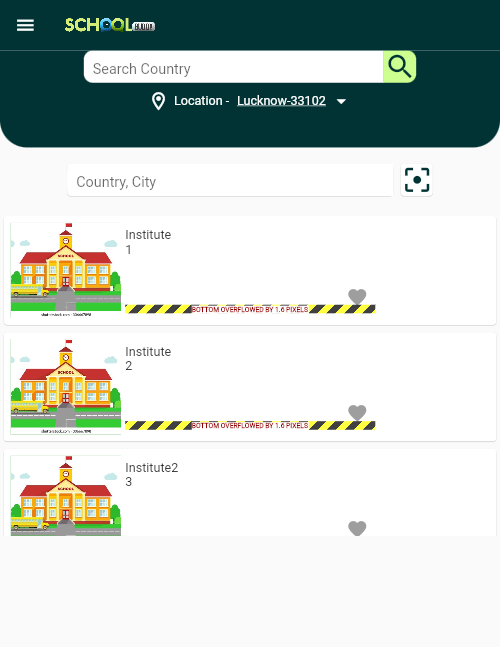 SCHOOL
Search Country
Location - Lucknow-33102
Country, City
SCHOOL
Institute
1
BOTTOM OVERFLOWED BY 1.6 PIXELS
SCHOOL
Institute
2
BOTTOM OVERFLOWED BY 1.6 PIXELS
SCHOOL
Institute2
3